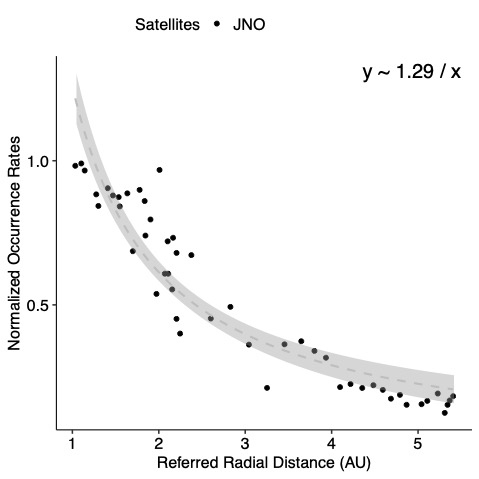 Satellites • JNO
y ~ 1.29 / x
Normalized Occurrence Rates
1.0
0.5
1 2 3 4 5
Referred Radial Distance (AU)